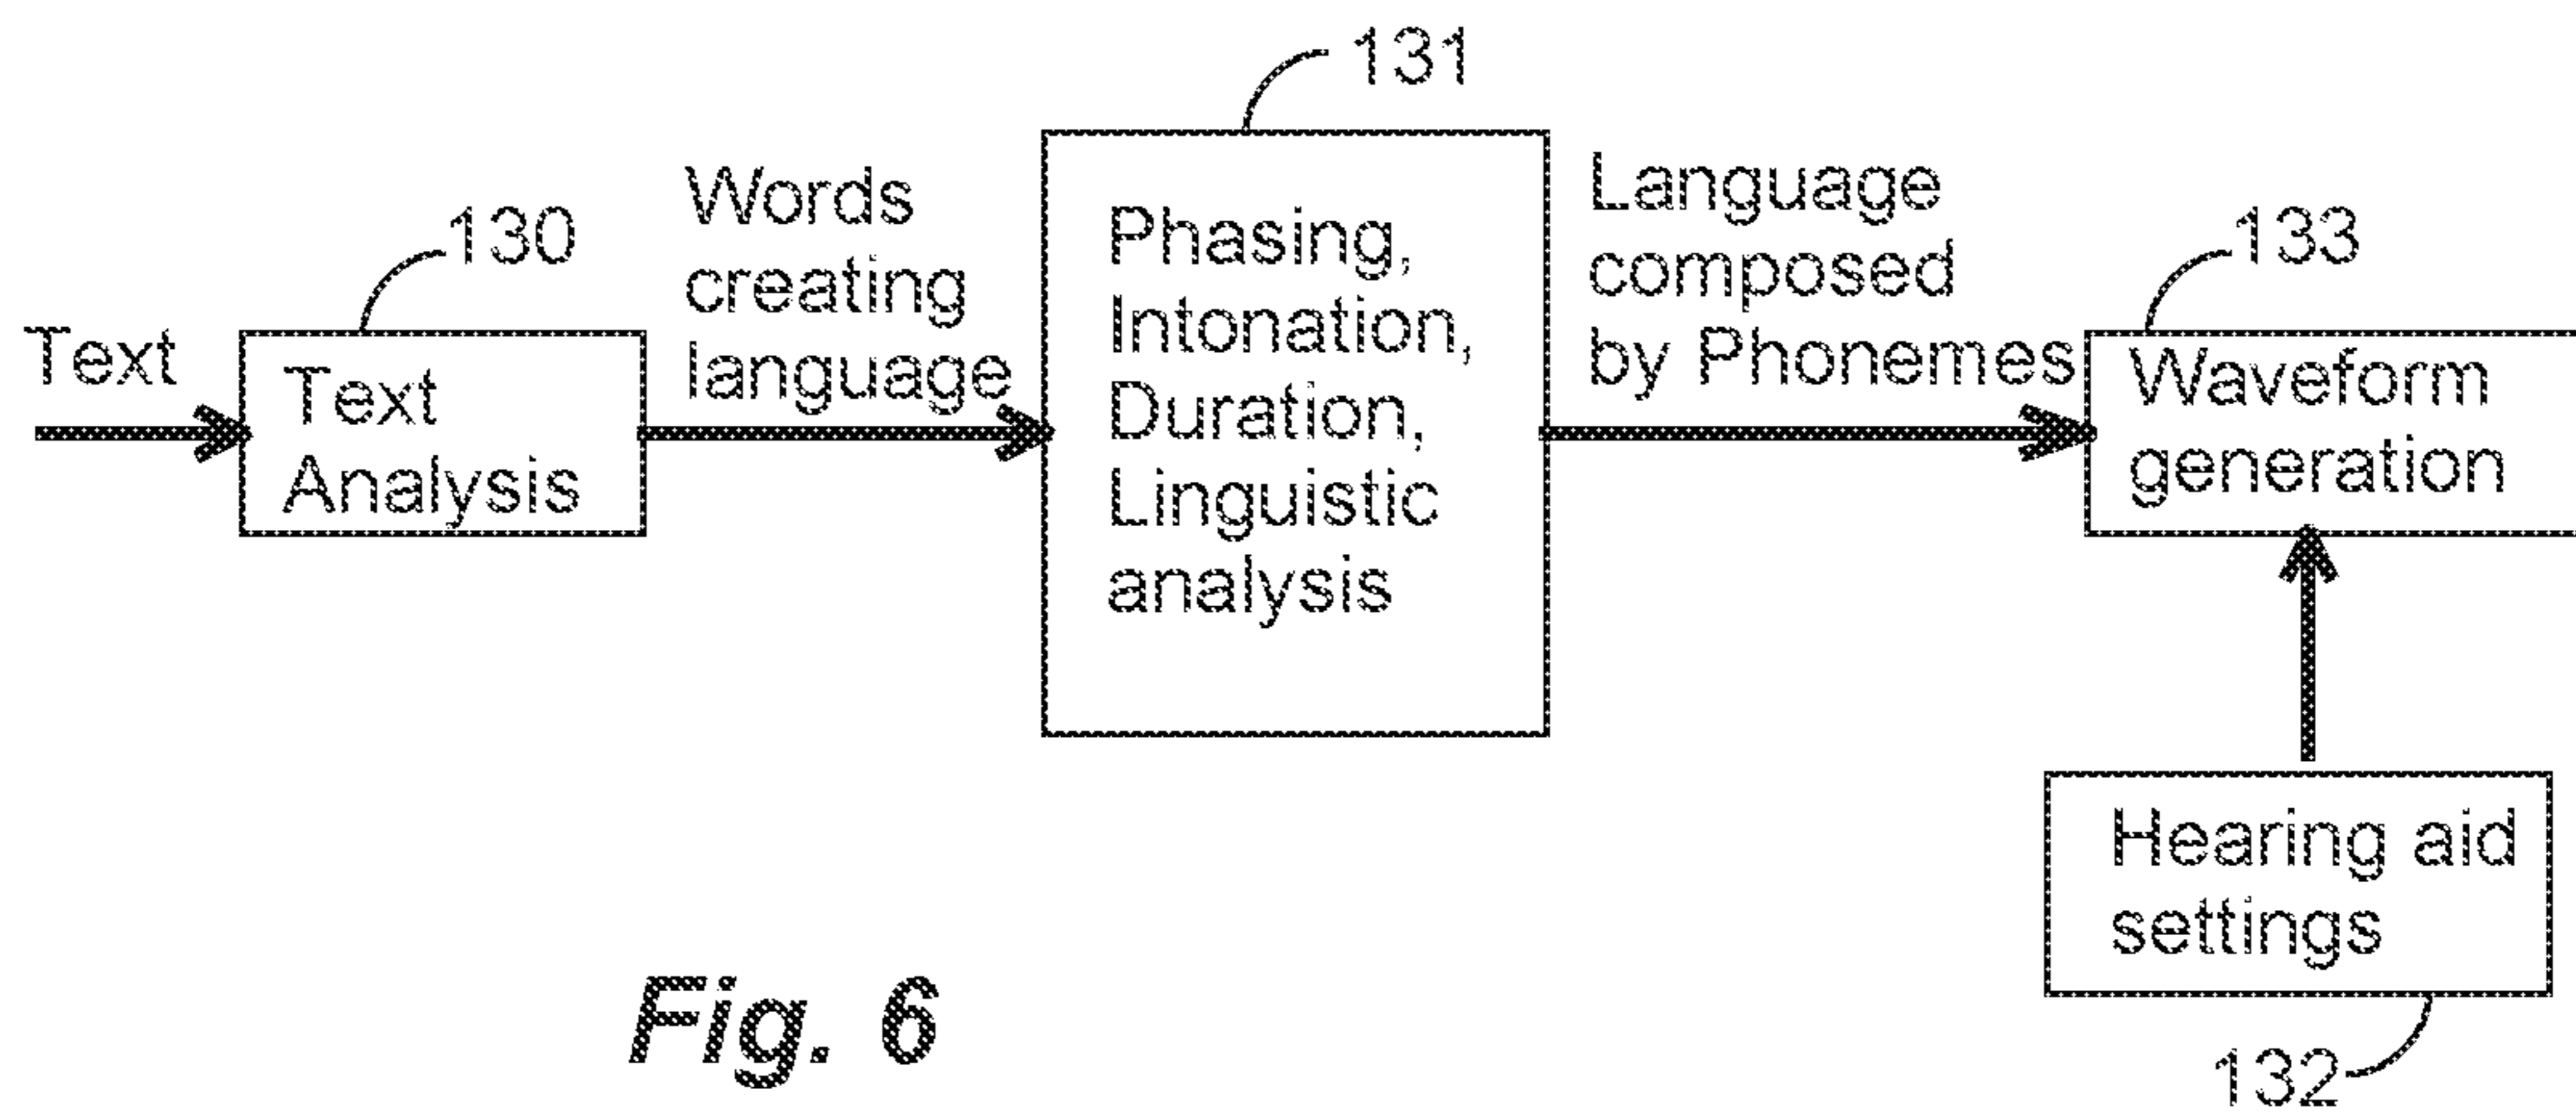 131
130
Words
creating
language
Language
composed
by Phonemes
133
Text
Text
Analysis
Phasing,
Intonation,
Duration,
Linguistic
analysis
Waveform
generation
Hearing aid
settings
132
Fig. 6